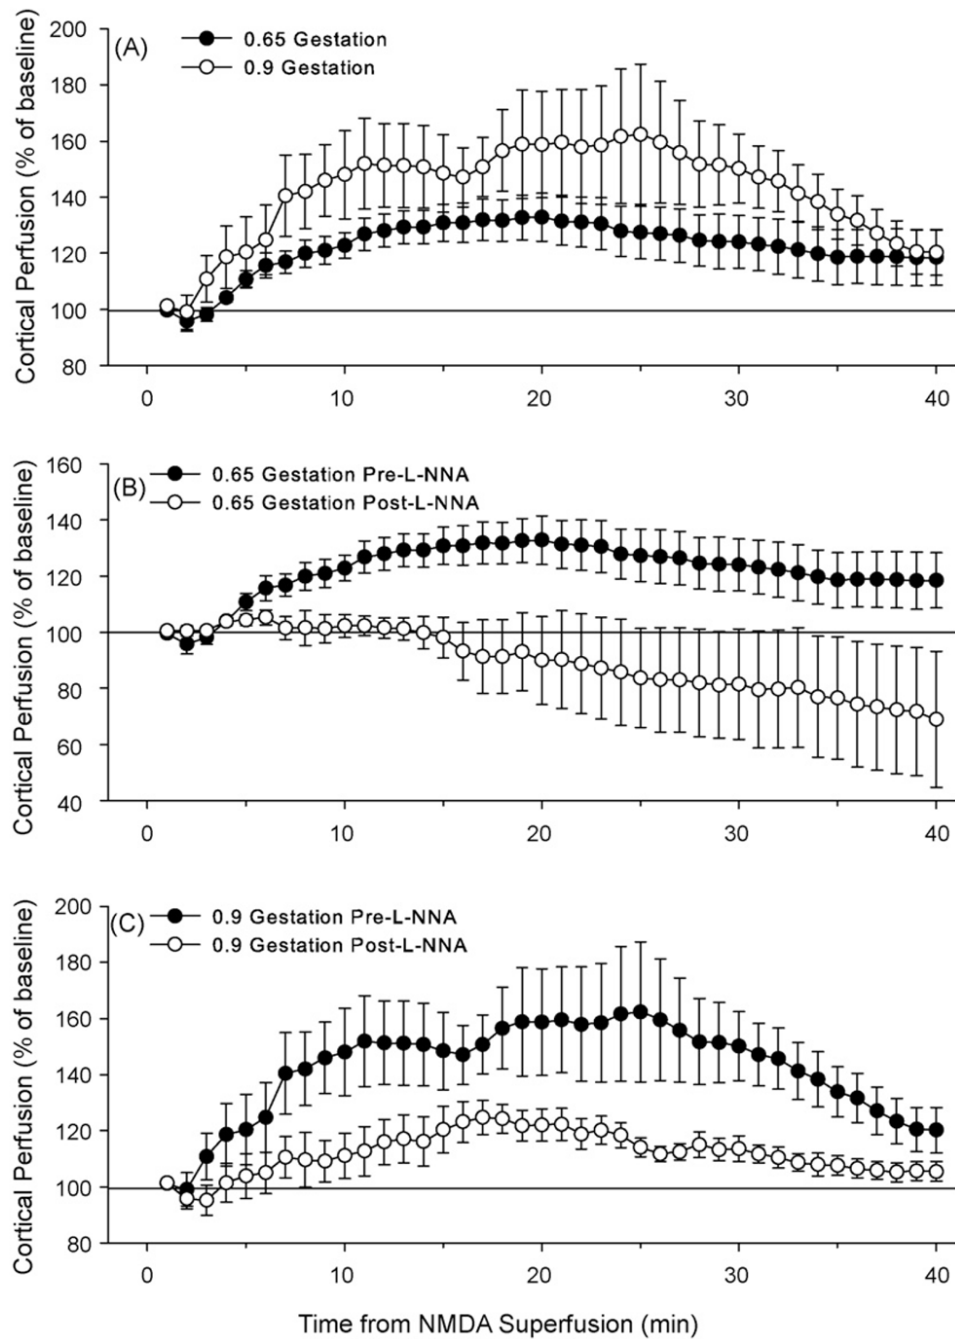 Cortical Perfusion (% of baseline)
(A)
0.65 Gestation
0.9 Gestation
200
180
160
140
120
100
80
0 10 20 30 40
Cortical Perfusion (% of baseline)
(B)
0.65 Gestation Pre-L-NNA
0.65 Gestation Post-L-NNA
160
140
120
100
80
60
40
0 10 20 30 40
Cortical Perfusion (% of baseline)
(C)
0.9 Gestation Pre-L-NNA
0.9 Gestation Post-L-NNA
200
180
160
140
120
100
80
0 10 20 30 40
Time from NMDA Superfusion (min)